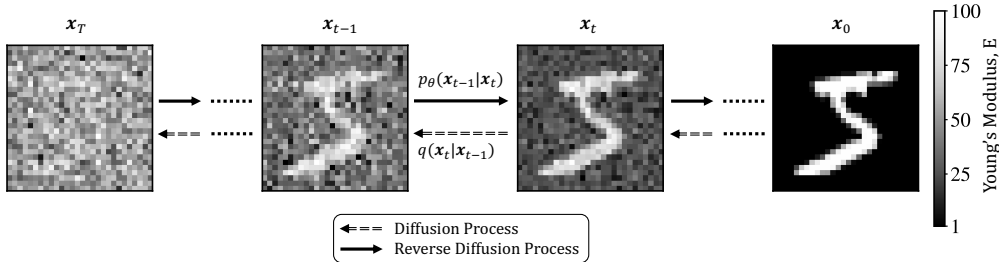 𝒙_T
𝒙_{t−1}
𝒙_t
𝒙_0
p_θ(𝒙_{t−1}|𝒙_t)
q(𝒙_t|𝒙_{t−1})
100
75
50
25
1
Young's Modulus, E
Diffusion Process
Reverse Diffusion Process